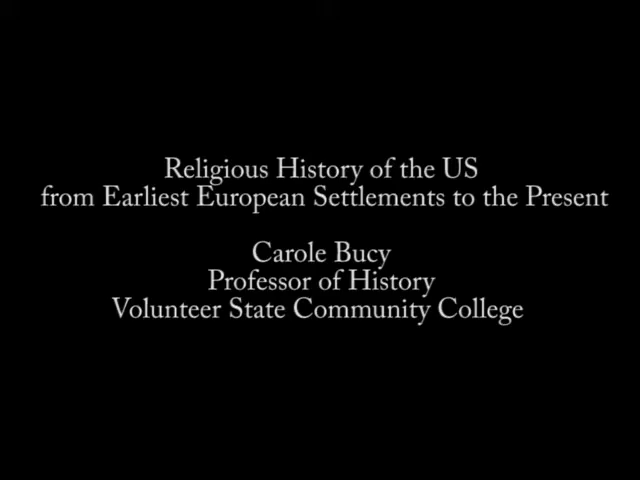 Religious History of the US
from Earliest European Settlements to the Present
Carole Bucy
Professor of History
Volunteer State Community College